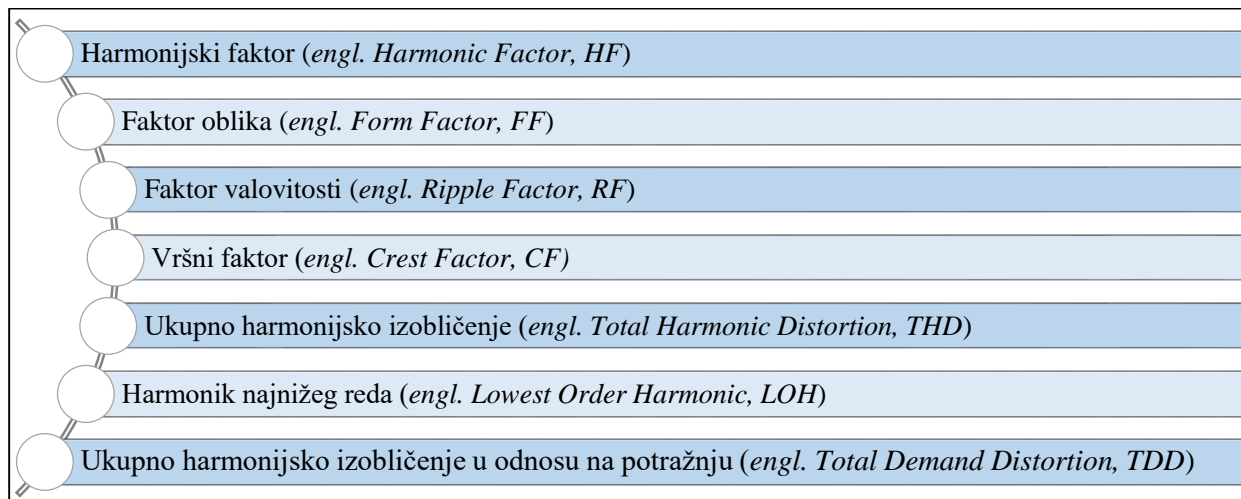 Harmonijski faktor (engl. Harmonic Factor, HF)
Faktor oblika (engl. Form Factor, FF)
Faktor valovitosti (engl. Ripple Factor, RF)
Vršni faktor (engl. Crest Factor, CF)
Ukupno harmonijsko izobličenje (engl. Total Harmonic Distortion, THD)
Harmonik najnižeg reda (engl. Lowest Order Harmonic, LOH)
Ukupno harmonijsko izobličenje u odnosu na potražnju (engl. Total Demand Distortion, TDD)